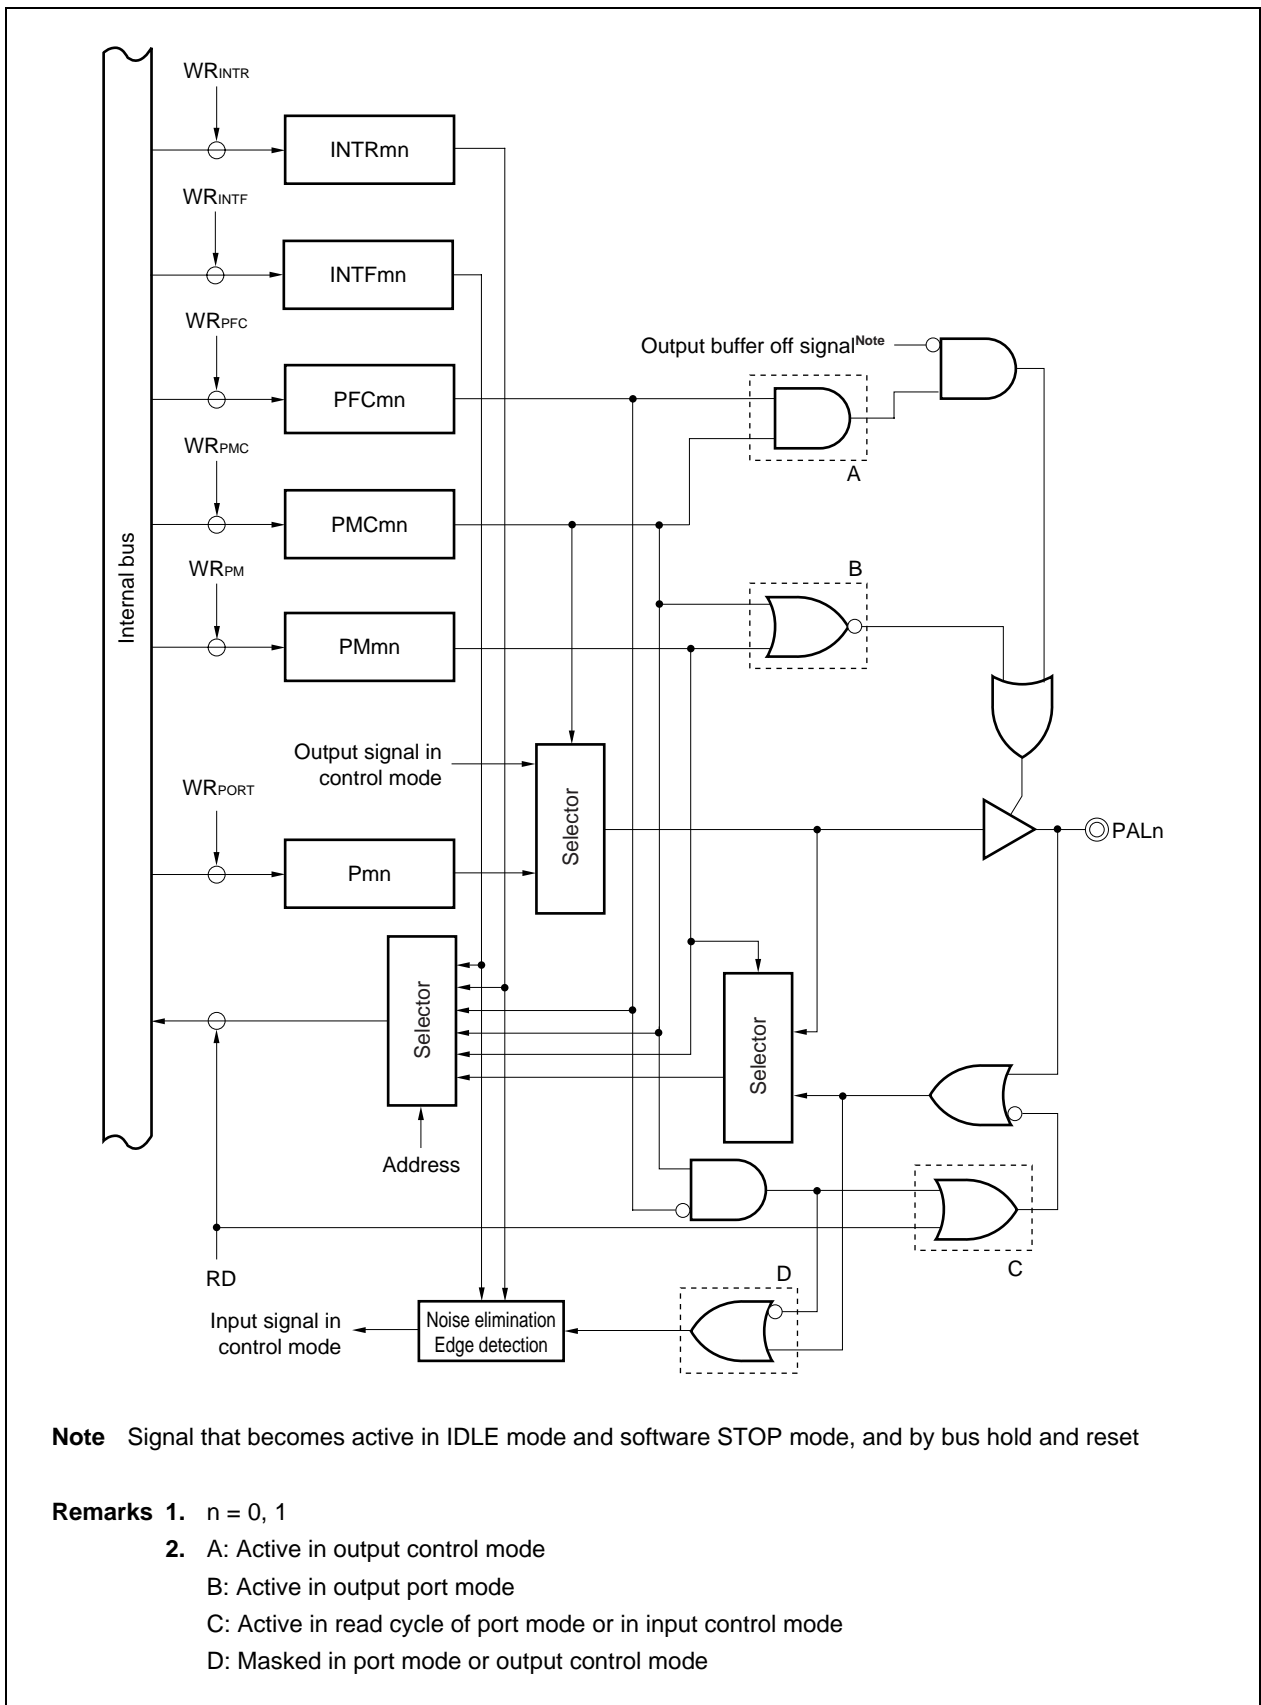 WRINTR
INTRmn
WRINTF
INTFmn
WRPFC
PFCmn
Output buffer off signalNote
A
WRPMC
PMCmn
Internal bus
WRPM
PMmn
B
Output signal in
control mode
Selector
WRPORT
Pmn
PALn
Selector
Selector
Address
RD
C
D
Input signal in
control mode
Noise elimination
Edge detection
Note Signal that becomes active in IDLE mode and software STOP mode, and by bus hold and reset
Remarks 1. n = 0, 1
2. A: Active in output control mode
B: Active in output port mode
C: Active in read cycle of port mode or in input control mode
D: Masked in port mode or output control mode